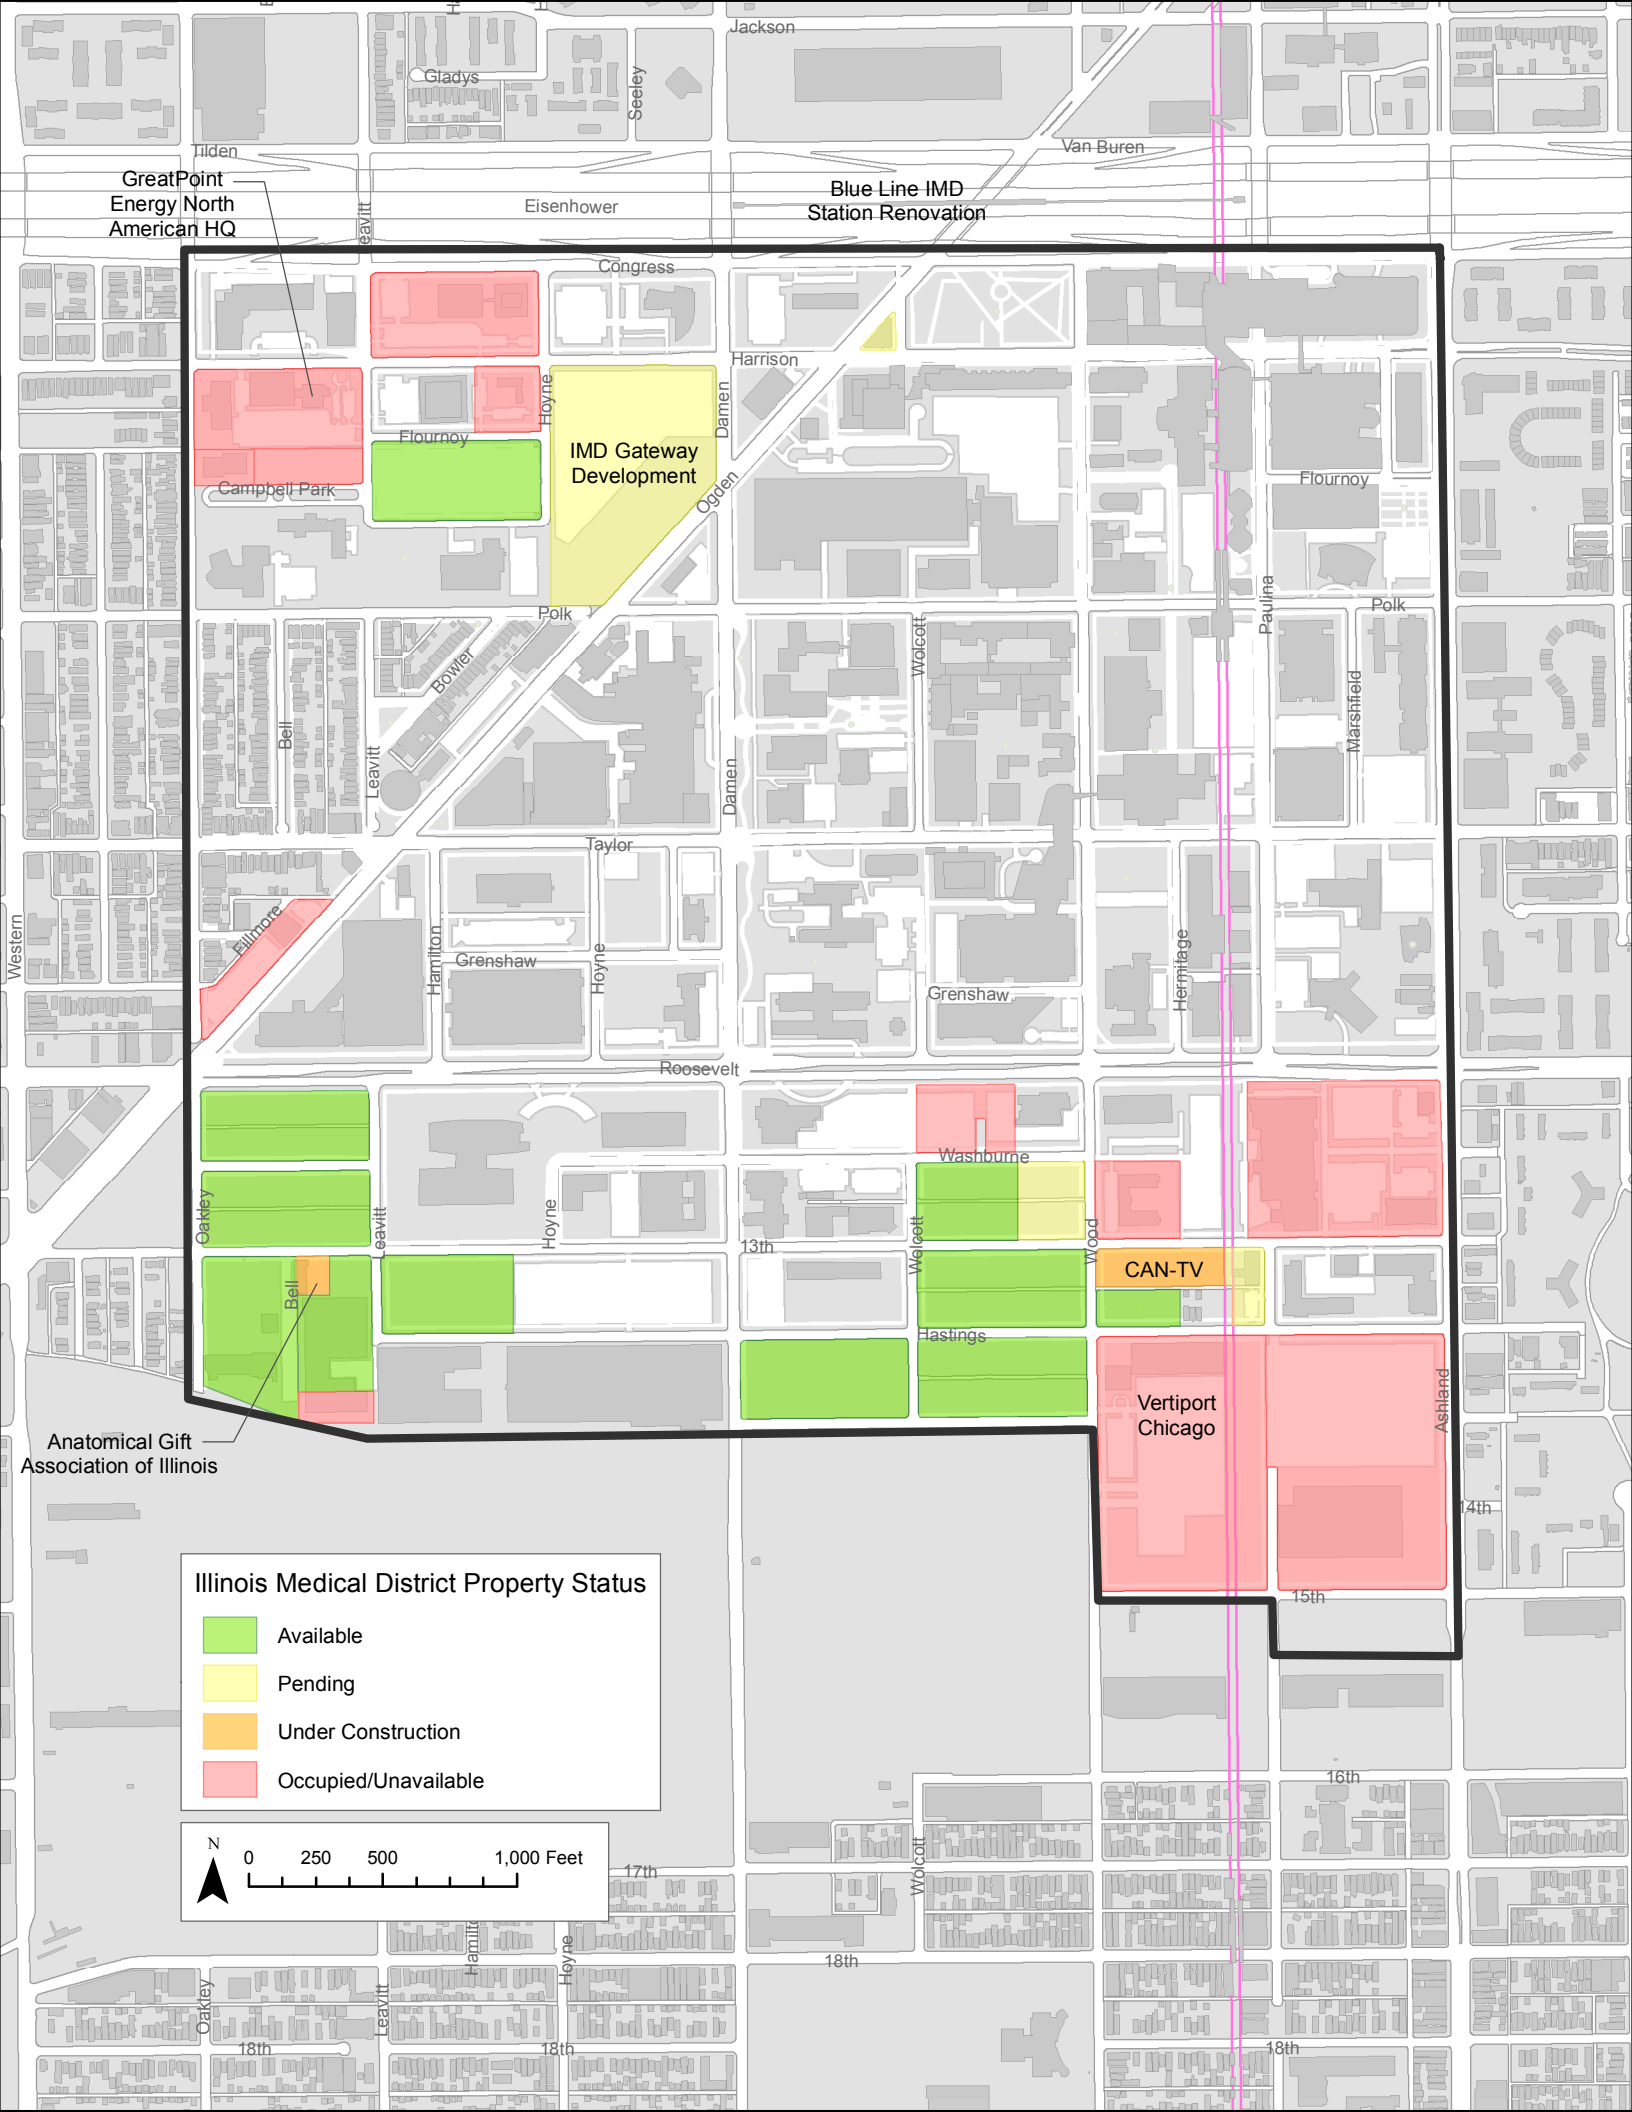 Jackson
Gladys
Seeley
Tilden
Van Buren
GreatPoint
Energy North
American HQ
Blue Line IMD
Station Renovation
Eisenhower
eavitt
Congress
Harrison
Hoyne
Damen
Flournoy
IMD Gateway
Development
Ogden
Campbell Park
Flournoy
Polk
Paulina
Polk
Wolcott
Bowler
Bell
Marshfield
Leavitt
Damen
Taylor
Western
Fillmore
Hamilton
Grenshaw
Hoyne
Hermitage
Grenshaw
Roosevelt
Washburne
Oakley
Leavitt
Hoyne
13th
Wolcott
Wood
CAN-TV
Bell
Hastings
Vertiport
Chicago
Ashland
Anatomical Gift
Association of Illinois
14th
Illinois Medical District Property Status
Available
Pending
Under Construction
Occupied/Unavailable
15th
16th
N
0 250 500 1,000 Feet
17th
Wolcott
Hamilto
Hoyne
18th
Oakley
Leavitt
18th
18th
18th